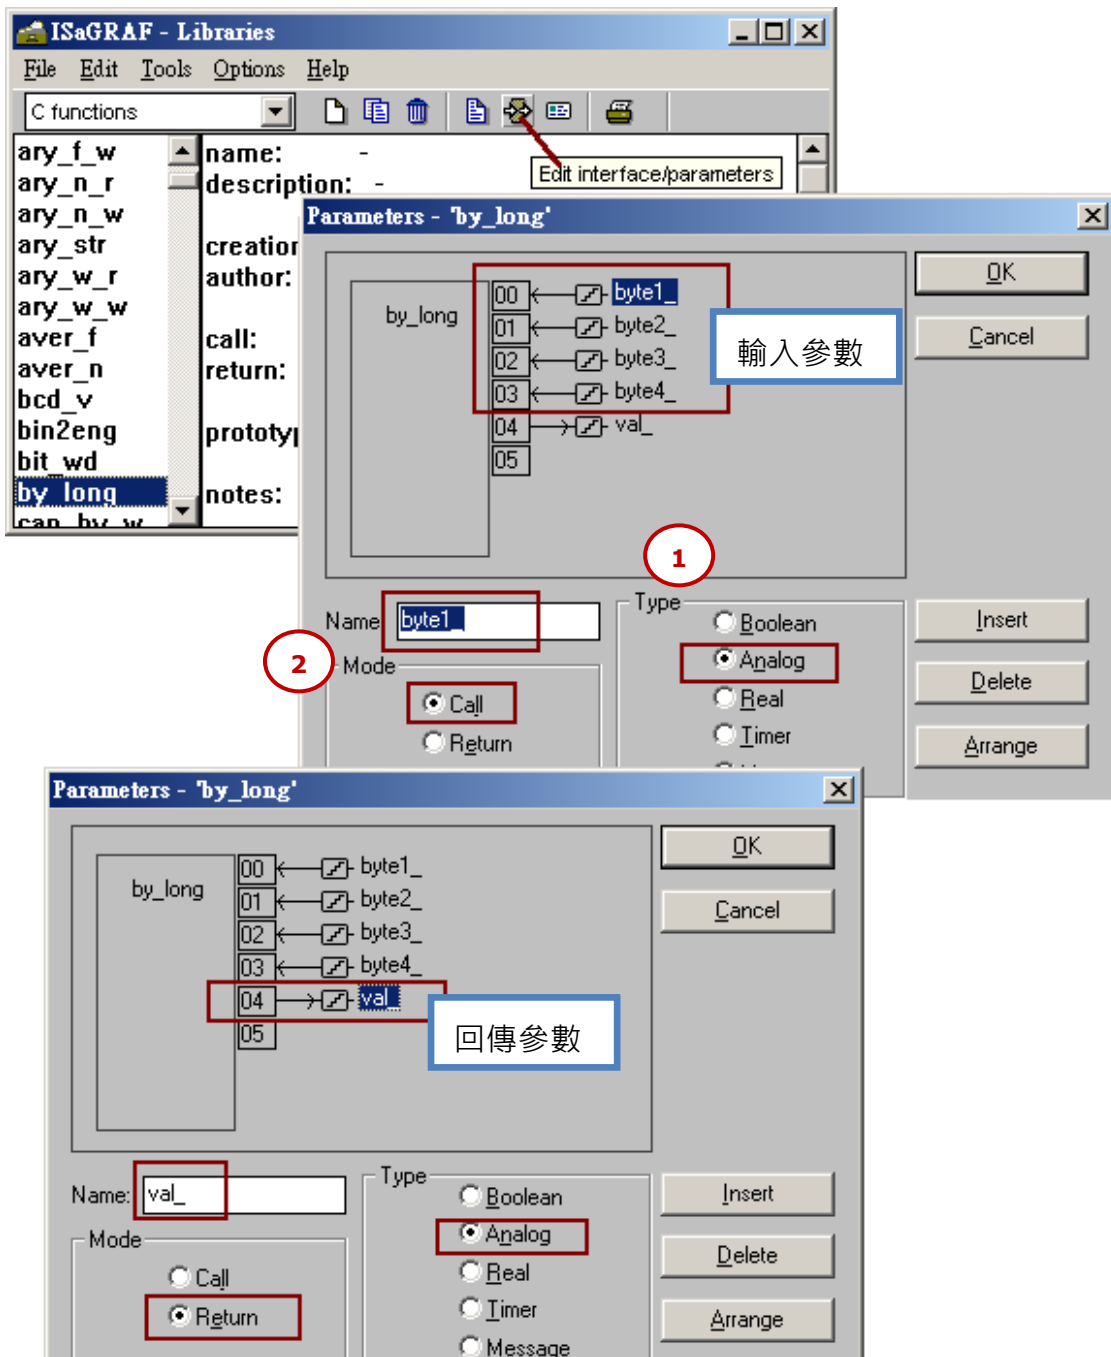 ISaGRAF - Libraries
File Edit Tools Options Help
C functions
Edit interface/parameters
ary_f_w
ary_n_r
ary_n_w
ary_str
ary_w_r
ary_w_w
aver_f
aver_n
bcd_v
bin2eng
bit_wd
by_long
name: -
description: -
author:
call:
return:
notes:
Parameters - 'by_long'
by_long
00 byte1_
01 byte2_
02 byte3_
03 byte4_
04 val_
05
輸入參數
OK
Cancel
1
Name byte1_
2
Mode
Call
Return
Type
Boolean
Analog
Real
Timer
Insert
Delete
Arrange
Parameters - 'by_long'
by_long
00 byte1_
01 byte2_
02 byte3_
03 byte4_
04 val_
05
回傳參數
OK
Cancel
Name: val_
Mode
Call
Return
Type
Boolean
Analog
Real
Timer
Message
Insert
Delete
Arrange